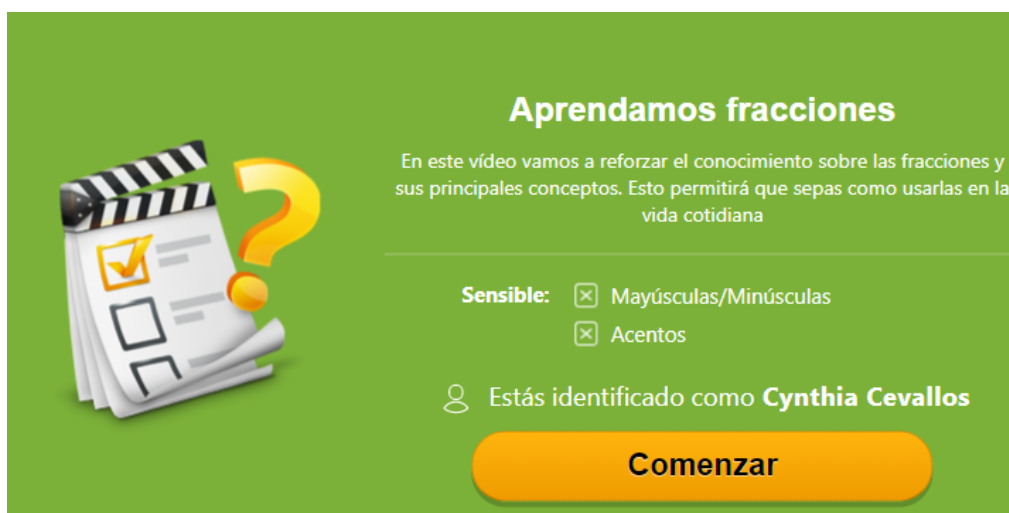 Aprendamos fracciones
En este vídeo vamos a reforzar el conocimiento sobre las fracciones y
sus principales conceptos. Esto permitirá que sepas como usarlas en la
vida cotidiana
Sensible: Mayúsculas/Minúsculas
Acentos
Estás identificado como Cynthia Cevallos
Comenzar